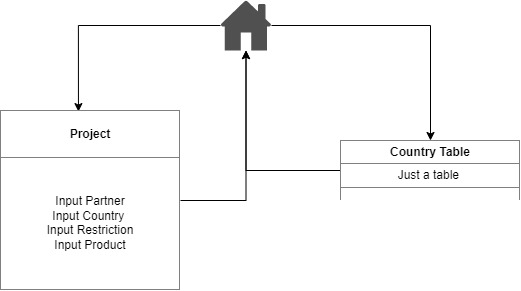 Project
Input Partner
Input Country
Input Restriction
Input Product
Country Table
Just a table